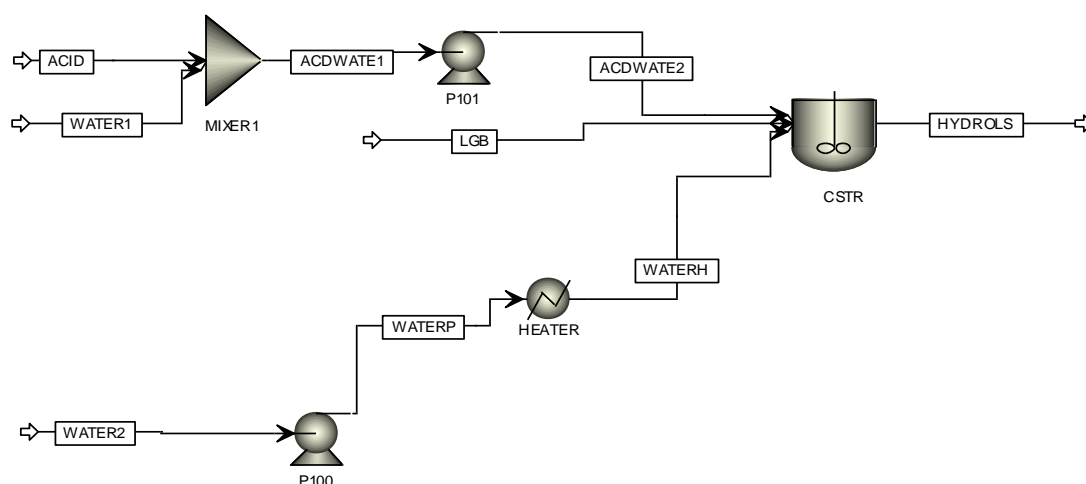 ACID
ACDWATE1
ACDWATE2
P101
WATER1
MIXER1
LGB
HYDROLS
CSTR
WATERH
WATERP
HEATER
WATER2
P100